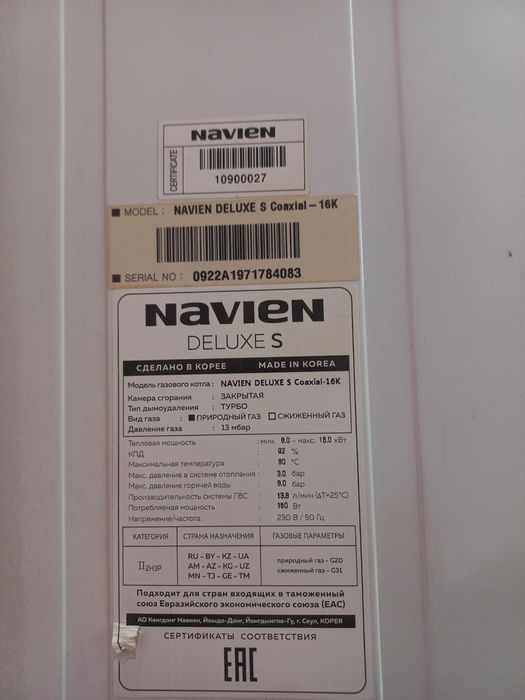 NAVIEN
CERTIFICATE
10900027
MODEL : NAVIEN DELUXE S Coaxial – 16K
SERIAL NO : 0922A1971784083
NAVIEN
DELUXE S
СДЕЛАНО В КОРЕЕ MADE IN KOREA
Модель газового котла : NAVIEN DELUXE S Coaxial-16K
Камера сгорания : ЗАКРЫТАЯ
Тип дымоудаления : ТУРБО
Вид газа : ■ПРИРОДНЫЙ ГАЗ □СЖИЖЕННЫЙ ГАЗ
Давление газа : 13 мбар
Тепловая мощность : мин. 8.0 – макс. 16.0 кВт
КПД : 92 %
Максимальная температура : 80 °C
Макс. давление в системе отопления : 3.0 бар
Макс. давление горячей воды : 8.0 бар
Производительность системы ГВС : 13,8 л/мин (ΔT=25°C)
Потребляемая мощность : 150 Вт
Напряжение/частота : 230 В / 50 Гц
КАТЕГОРИЯ СТРАНА НАЗНАЧЕНИЯ ГАЗОВЫЕ ПАРАМЕТРЫ
II2H3P
RU - BY - KZ - UA
AM - AZ - KG - UZ
MN - TJ - GE - TM
природный газ – G20
сжиженный газ – G31
Подходит для стран входящих в таможенный
союз Евразийского экономического союза (EAC)
АО Кенгдонг Навиен, Йоыдо-Донг, Йонгдынгпо-Гу, г. Сеул, КОРЕЯ
СЕРТИФИКАТЫ СООТВЕТСТВИЯ
EAC